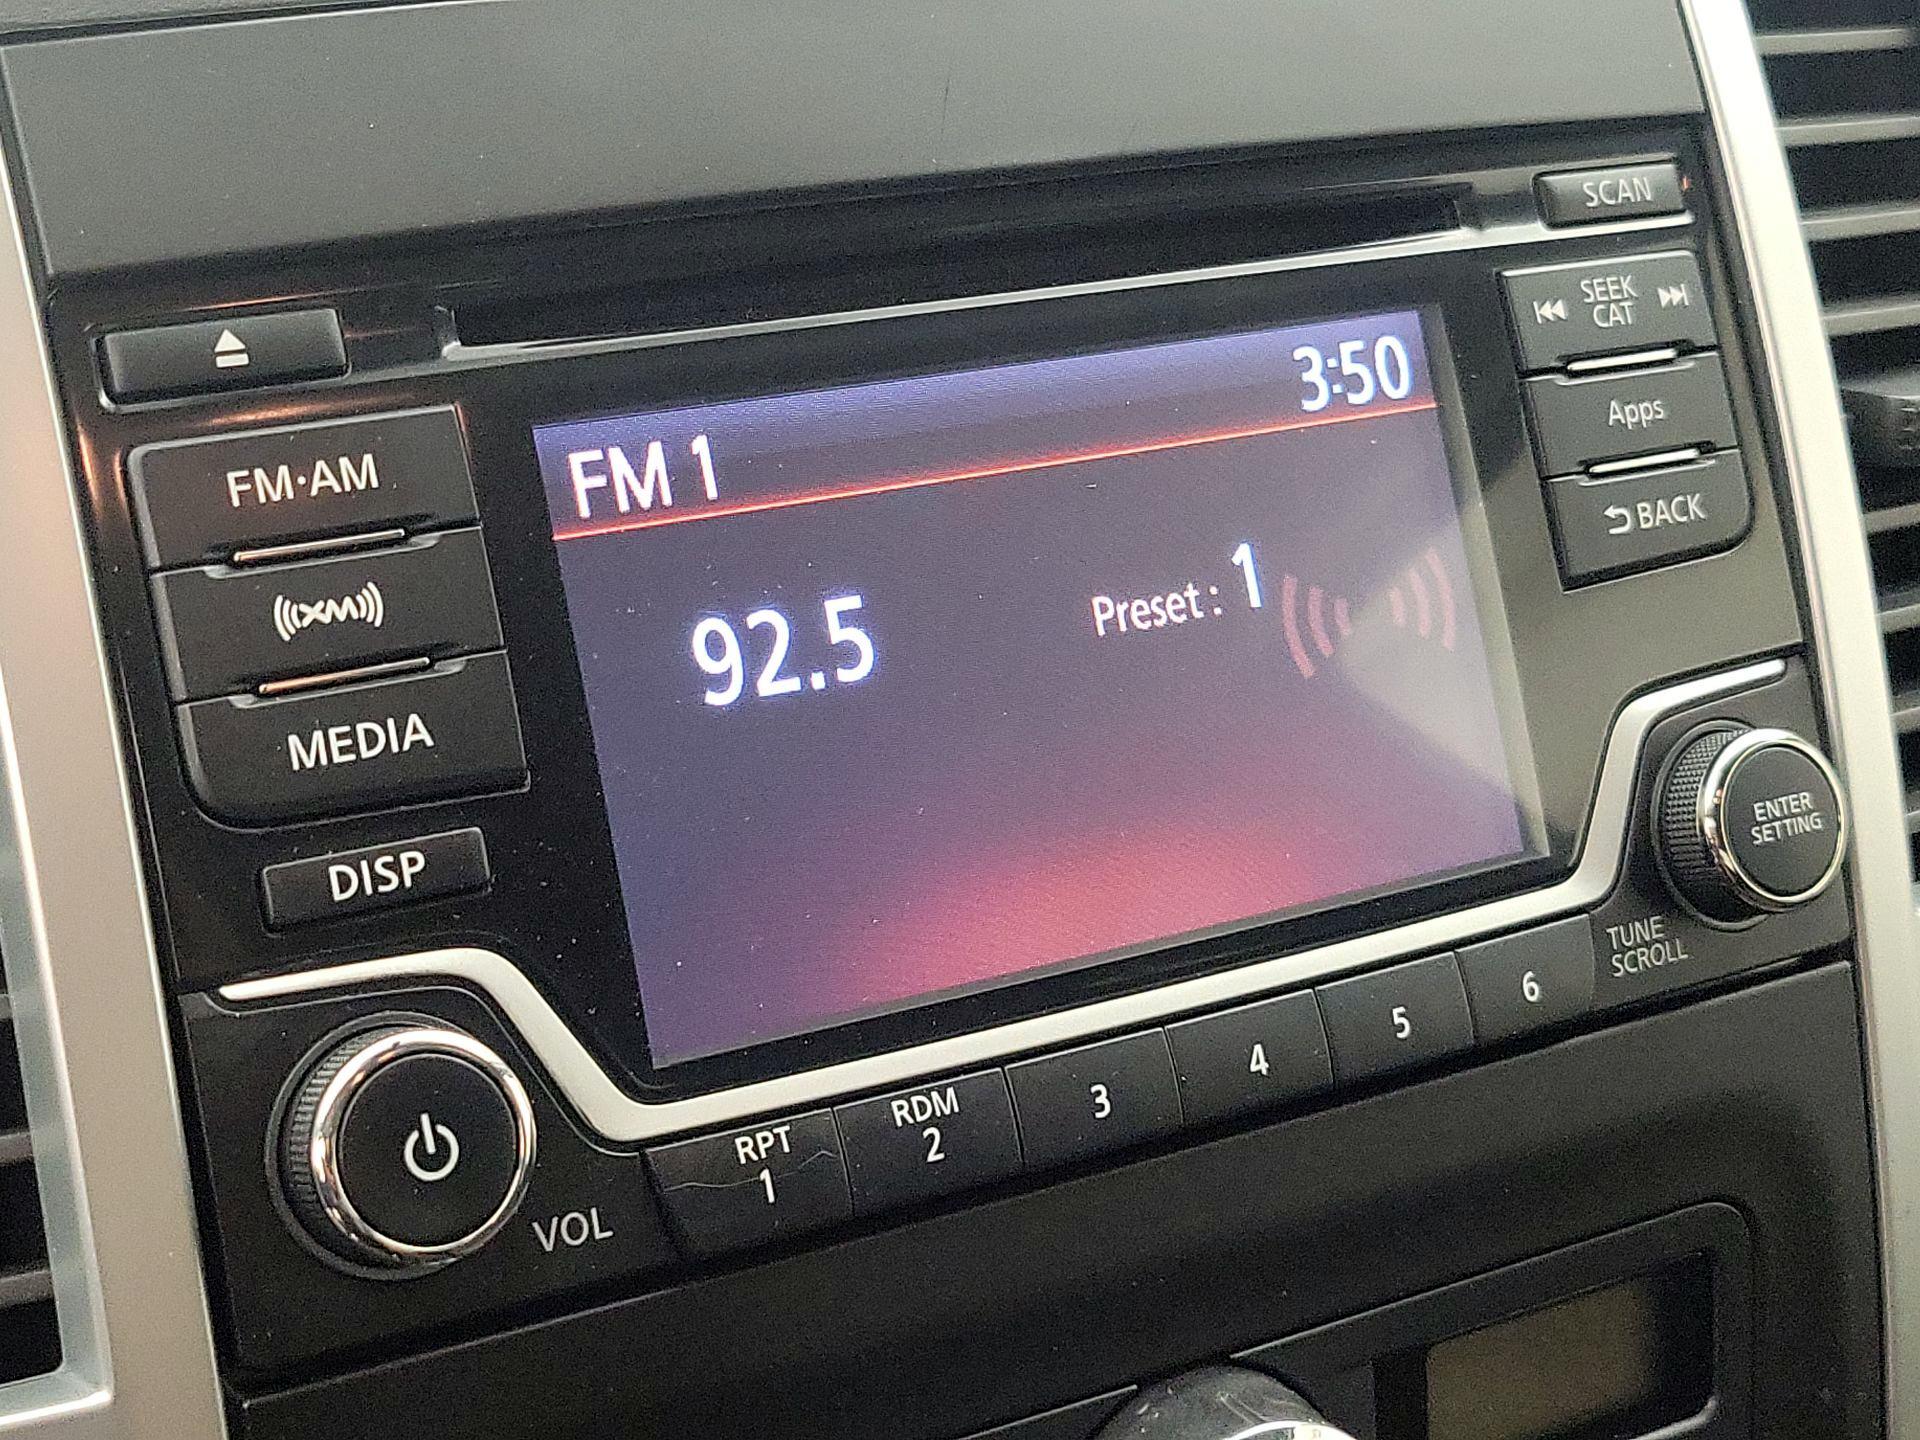 SCAN
SEEK
CAT
3:50
Apps
FM·AM
FM 1
BACK
XM
92.5
Preset : 1
MEDIA
DISP
ENTER
SETTING
TUNE
SCROLL
RPT
1
RDM
2
3
4
5
6
VOL